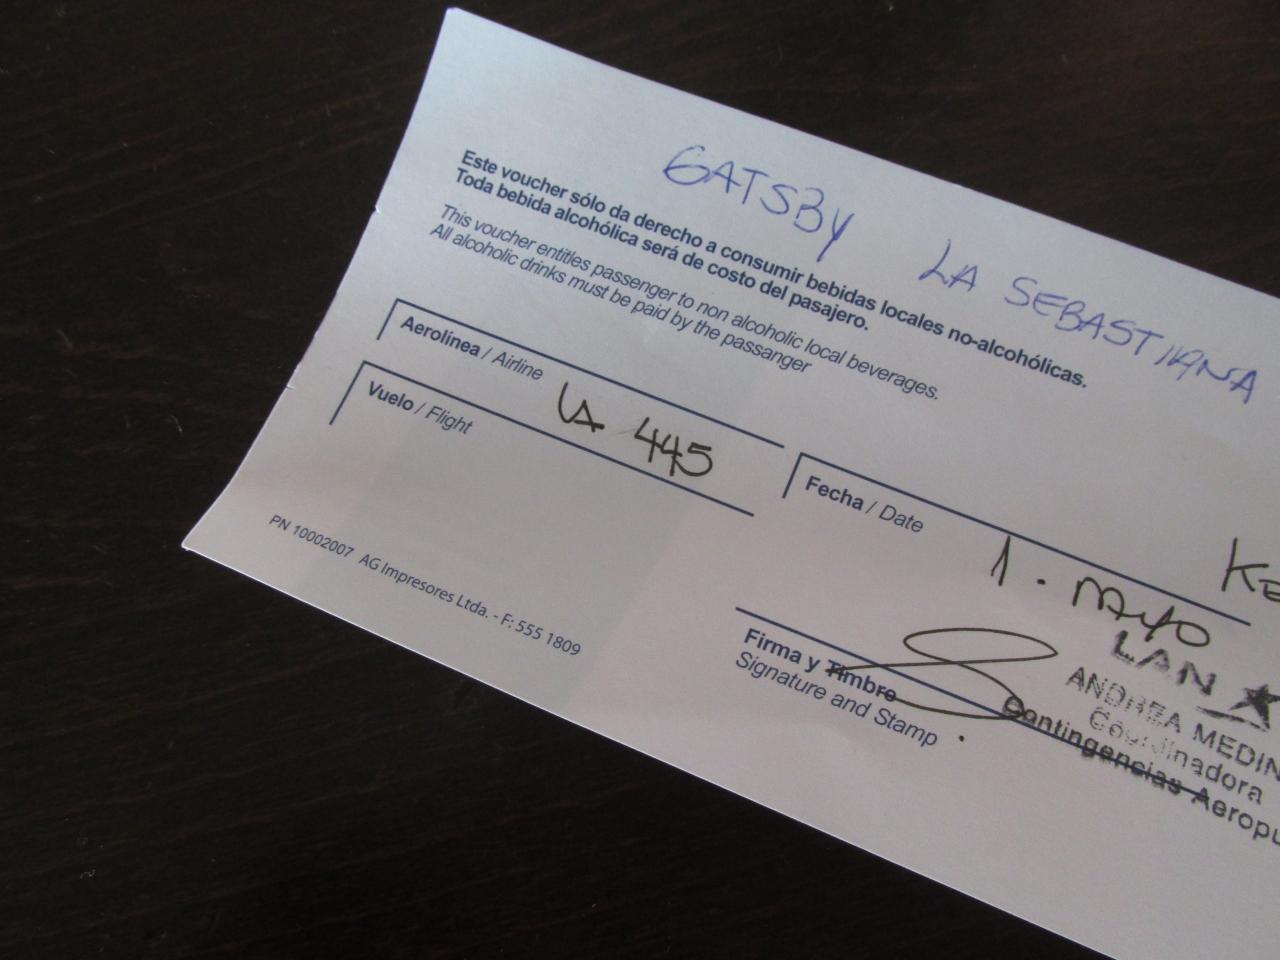 GATSBY LA SEBASTIANA
Este voucher sólo da derecho a consumir bebidas locales no-alcohólicas.
Toda bebida alcohólica será de costo del pasajero.
This voucher entitles passenger to non alcoholic local beverages.
All alcoholic drinks must be paid by the passanger
Aerolínea / Airline
LA 445
Vuelo / Flight
Fecha / Date
1. MAYO
Firma y Timbre
Signature and Stamp
LAN
ANDREA MEDIN
Coordinadora
Contingencias Aeropu
PN 10002007 AG Impresores Ltda. - F: 555 1809